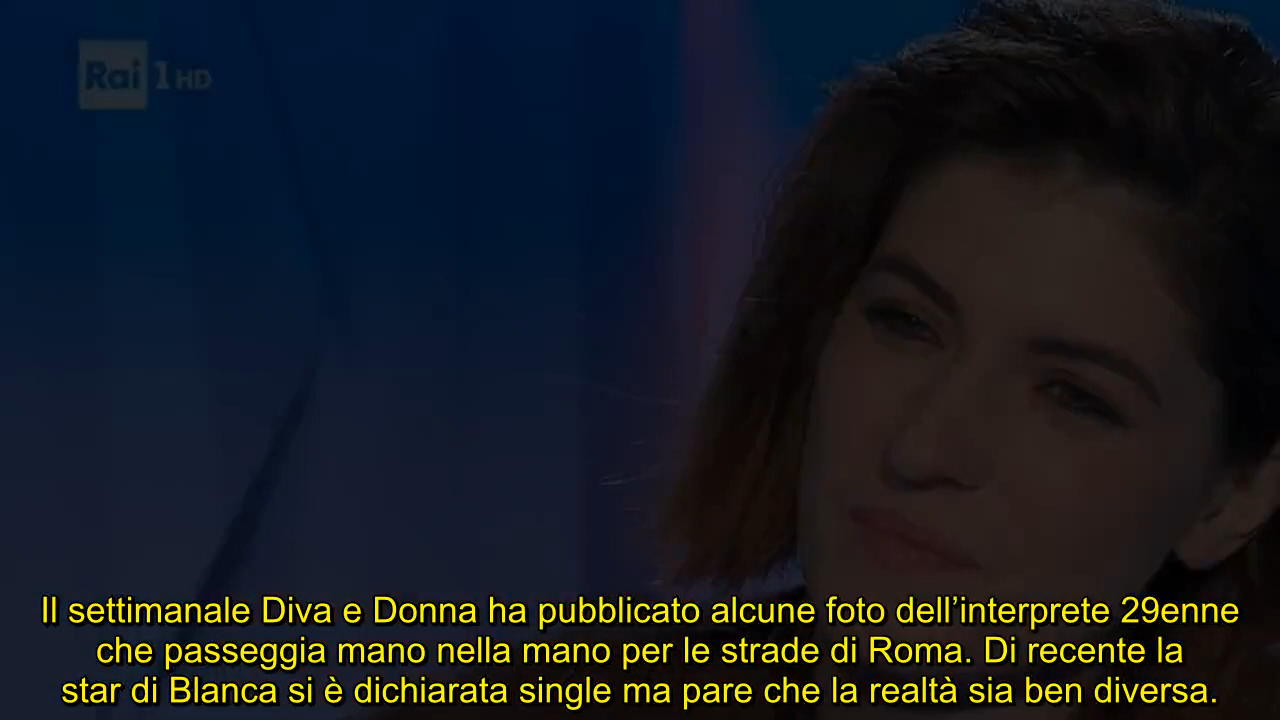 Rai 1 HD
Il settimanale Diva e Donna ha pubblicato alcune foto dell’interprete 29enne
che passeggia mano nella mano per le strade di Roma. Di recente la
star di Blanca si è dichiarata single ma pare che la realtà sia ben diversa.